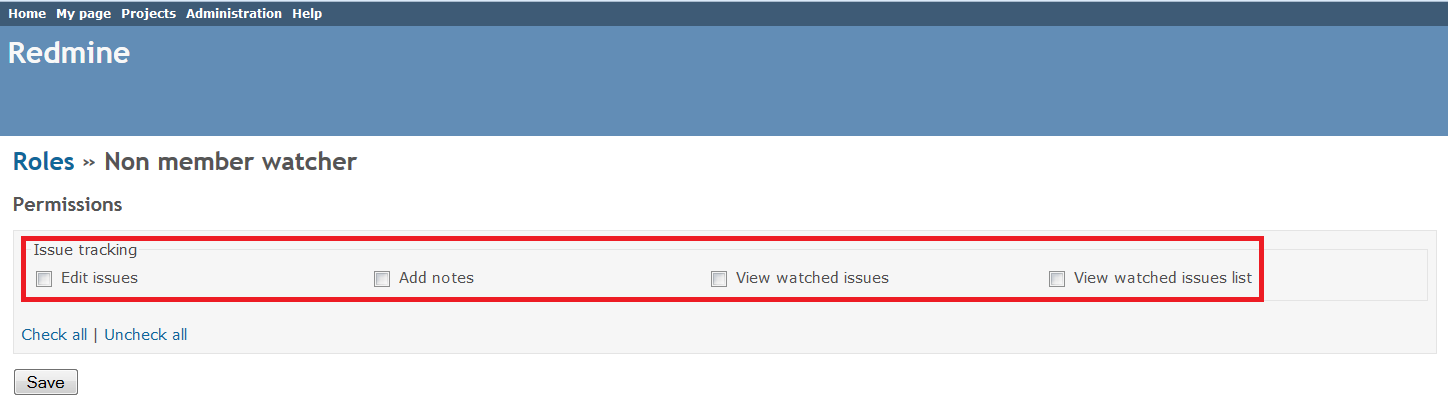 Home My page Projects Administration Help
Redmine
Roles » Non member watcher
Permissions
Issue tracking
Edit issues Add notes View watched issues View watched issues list
Check all | Uncheck all
Save